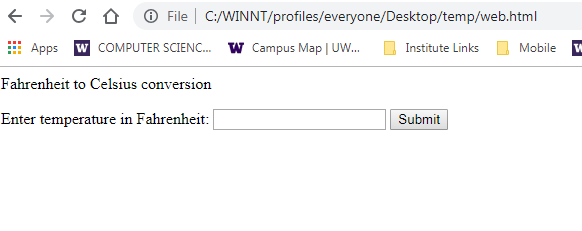 File C:/WINNT/profiles/everyone/Desktop/temp/web.html
Apps W COMPUTER SCIENC... W Campus Map | UW... Institute Links Mobile W
Fahrenheit to Celsius conversion
Enter temperature in Fahrenheit: Submit